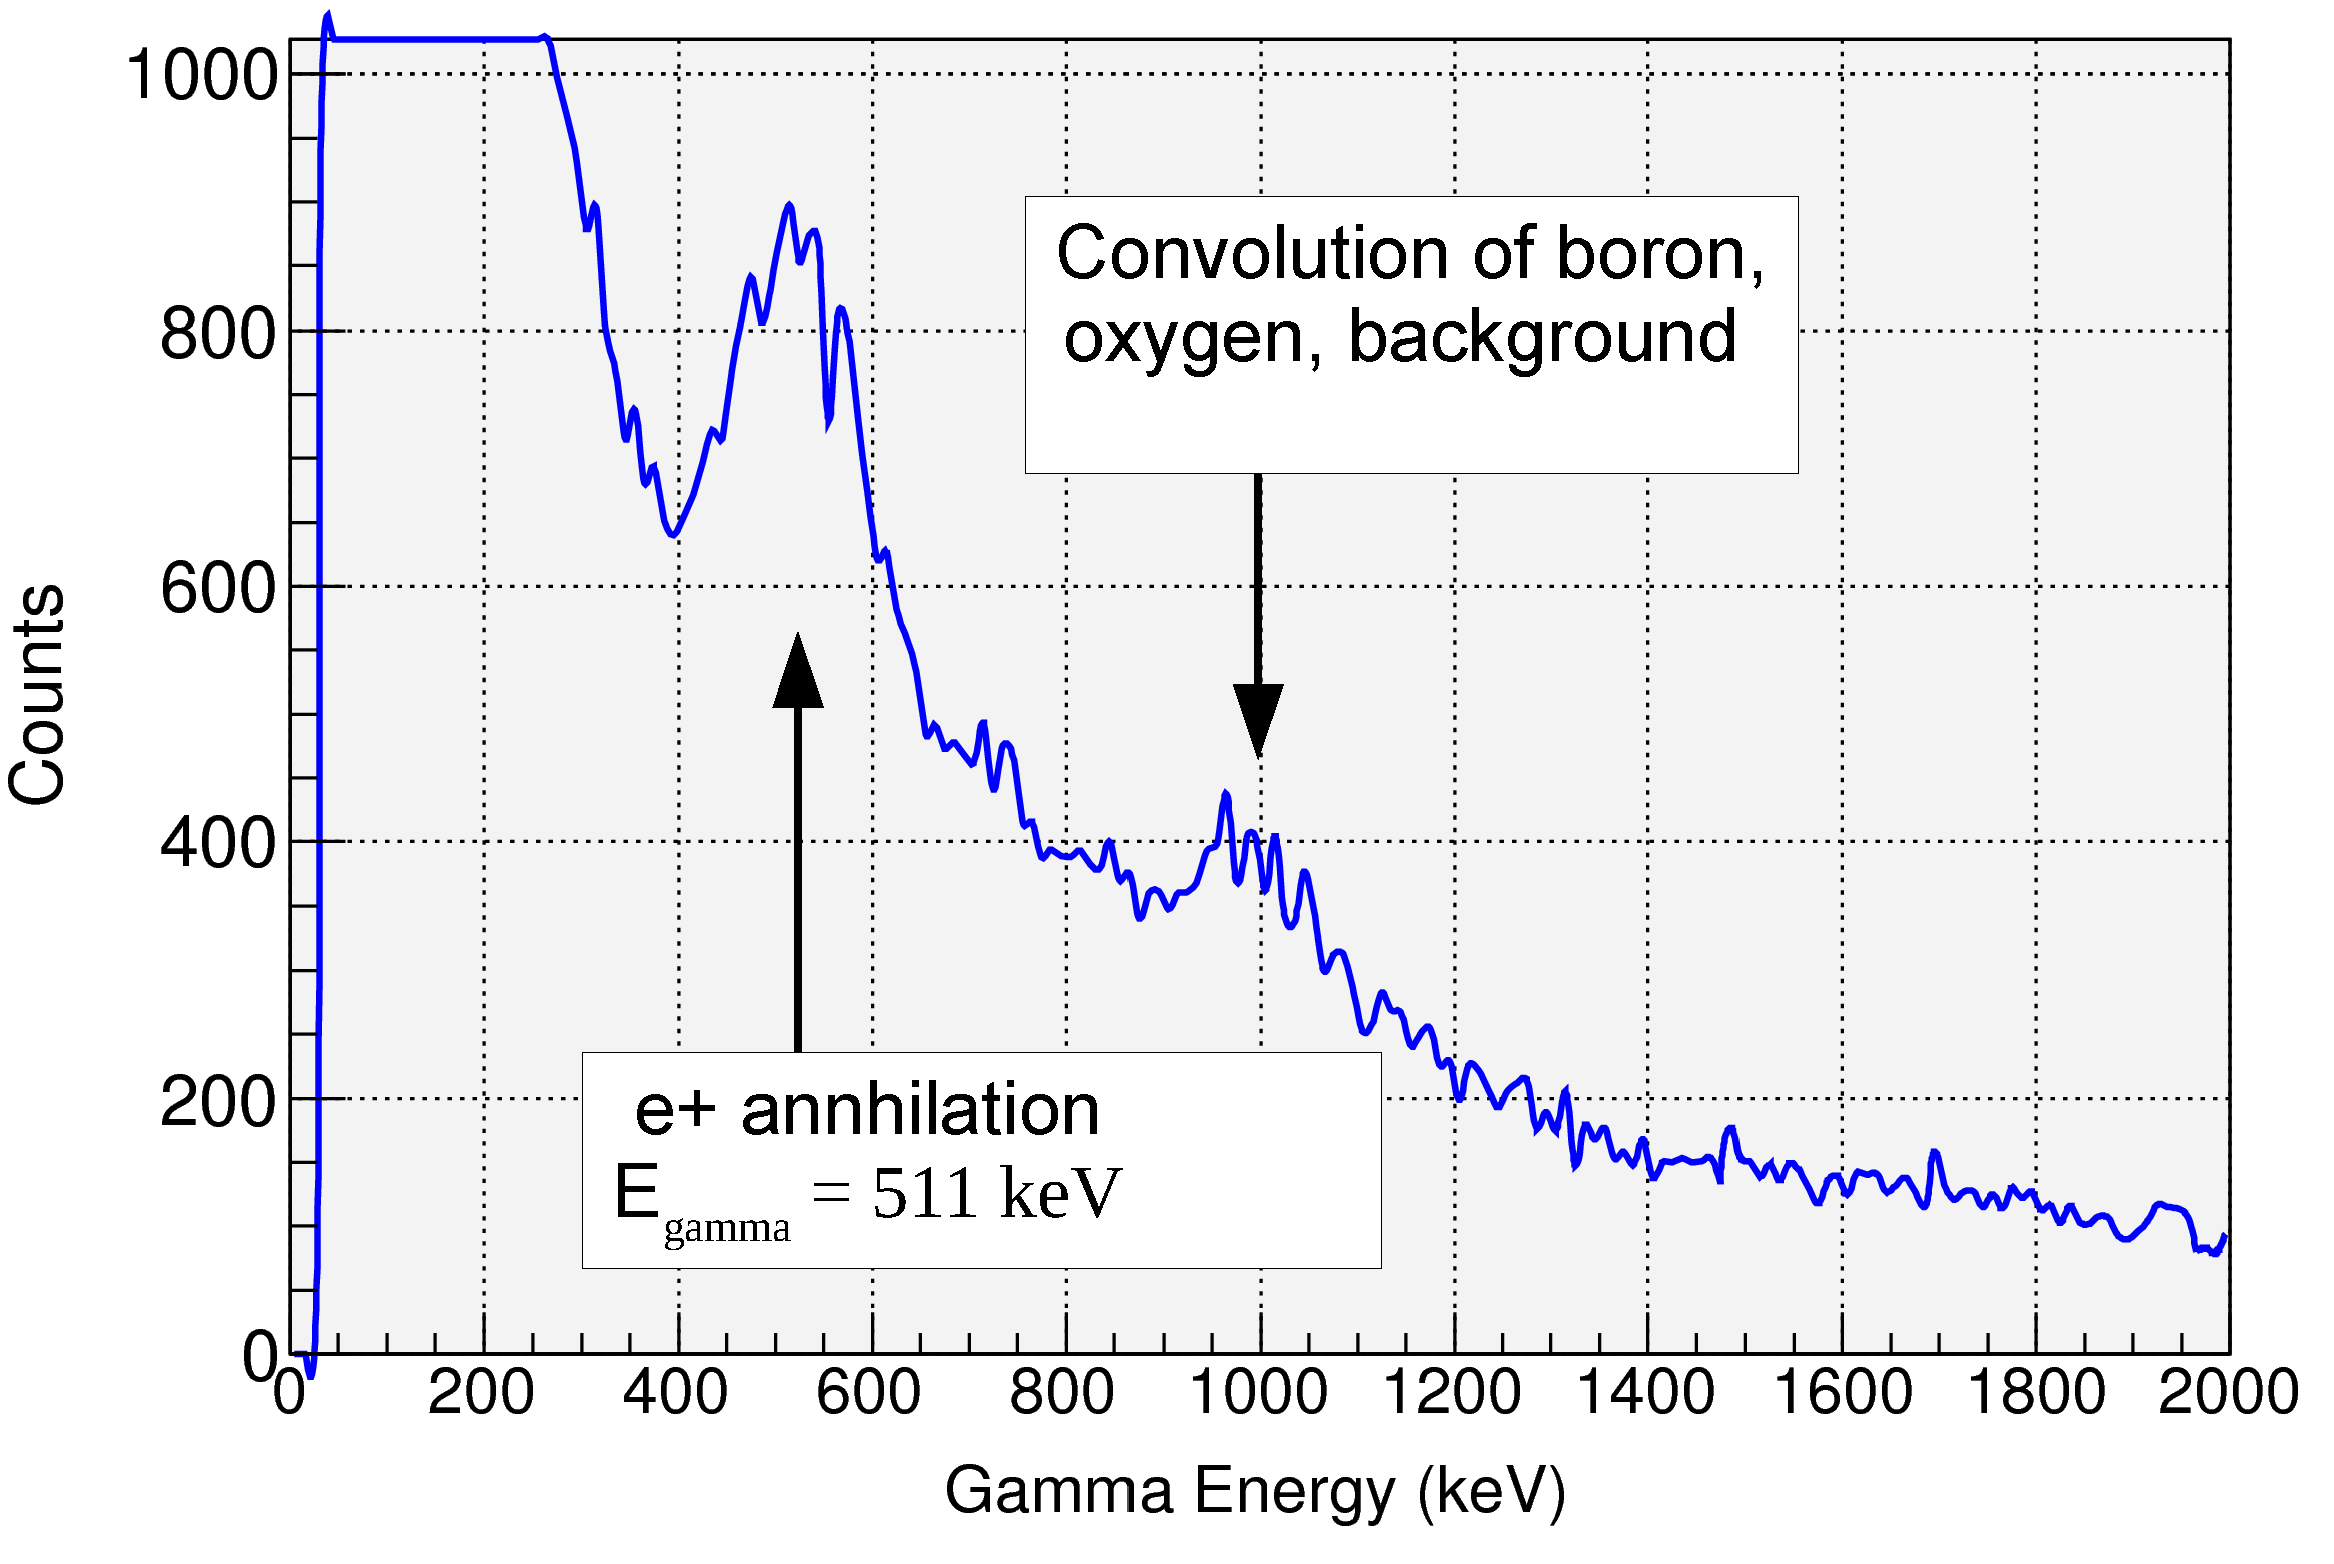 1000
800
600
400
200
0
Counts
Convolution of boron,
oxygen, background
e+ annhilation
E gamma = 511 keV
0 200 400 600 800 1000 1200 1400 1600 1800 2000
Gamma Energy (keV)